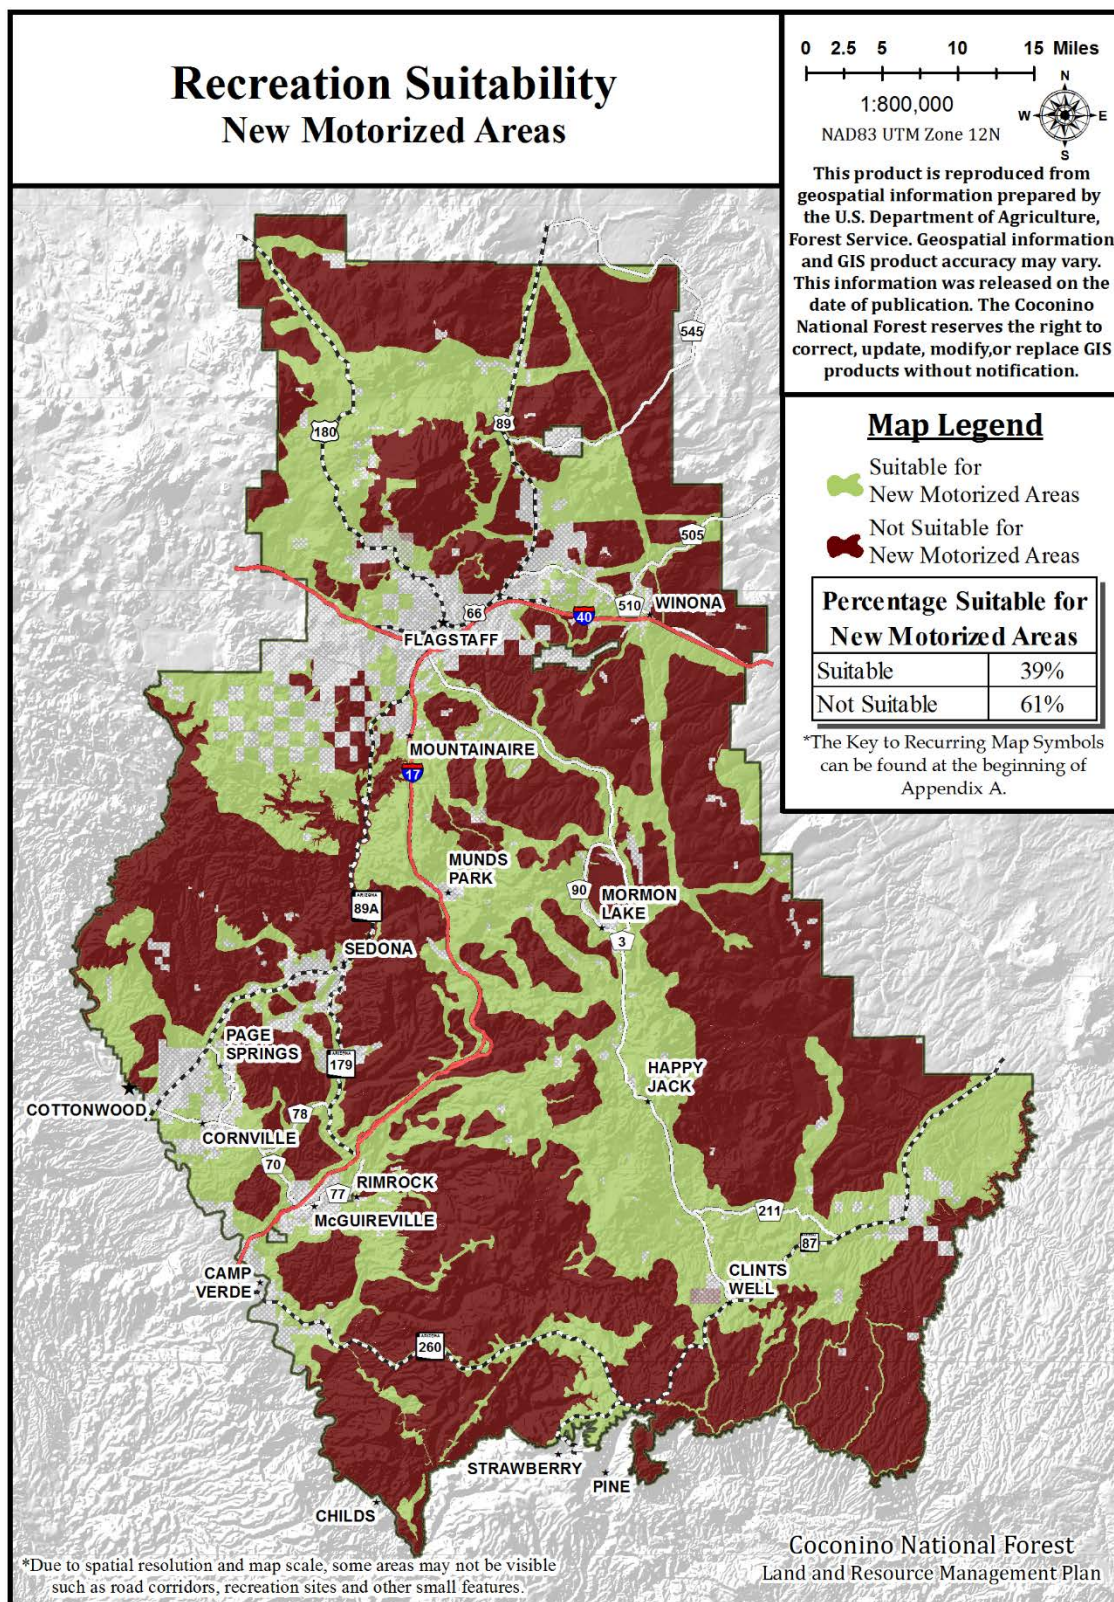 Recreation Suitability
New Motorized Areas
0 2.5 5 10 15 Miles
1:800,000
NAD83 UTM Zone 12N
N
W E
S
This product is reproduced from
geospatial information prepared by
the U.S. Department of Agriculture,
Forest Service. Geospatial information
and GIS product accuracy may vary.
This information was released on the
date of publication. The Coconino
National Forest reserves the right to
correct, update, modify,or replace GIS
products without notification.
Map Legend
Suitable for
New Motorized Areas
Not Suitable for
New Motorized Areas
Percentage Suitable for
New Motorized Areas
Suitable 39%
Not Suitable 61%
*The Key to Recurring Map Symbols
can be found at the beginning of
Appendix A.
545
180
89
505
66
510
WINONA
40
FLAGSTAFF
MOUNTAINAIRE
17
MUNDS
PARK
90
MORMON
LAKE
ARIZONA
89A
3
SEDONA
PAGE
SPRINGS
ARIZONA
179
HAPPY
JACK
COTTONWOOD
78
CORNVILLE
70
RIMROCK
77
McGUIREVILLE
211
87
CAMP
VERDE
CLINTS
WELL
ARIZONA
260
STRAWBERRY
PINE
CHILDS
*Due to spatial resolution and map scale, some areas may not be visible
such as road corridors, recreation sites and other small features.
Coconino National Forest
Land and Resource Management Plan